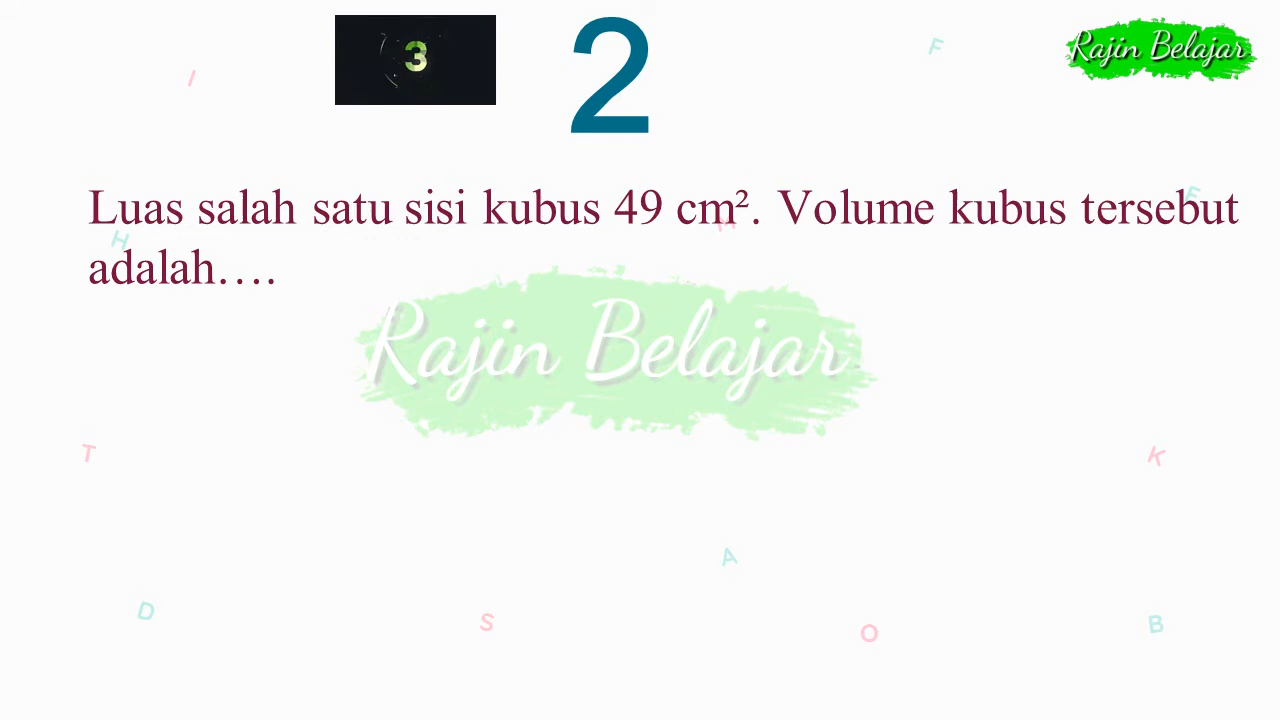 3
2
Rajin Belajar
F
I
Luas salah satu sisi kubus 49 cm². Volume kubus tersebut
adalah….
H
Rajin Belajar
T
K
A
D
S
O
B